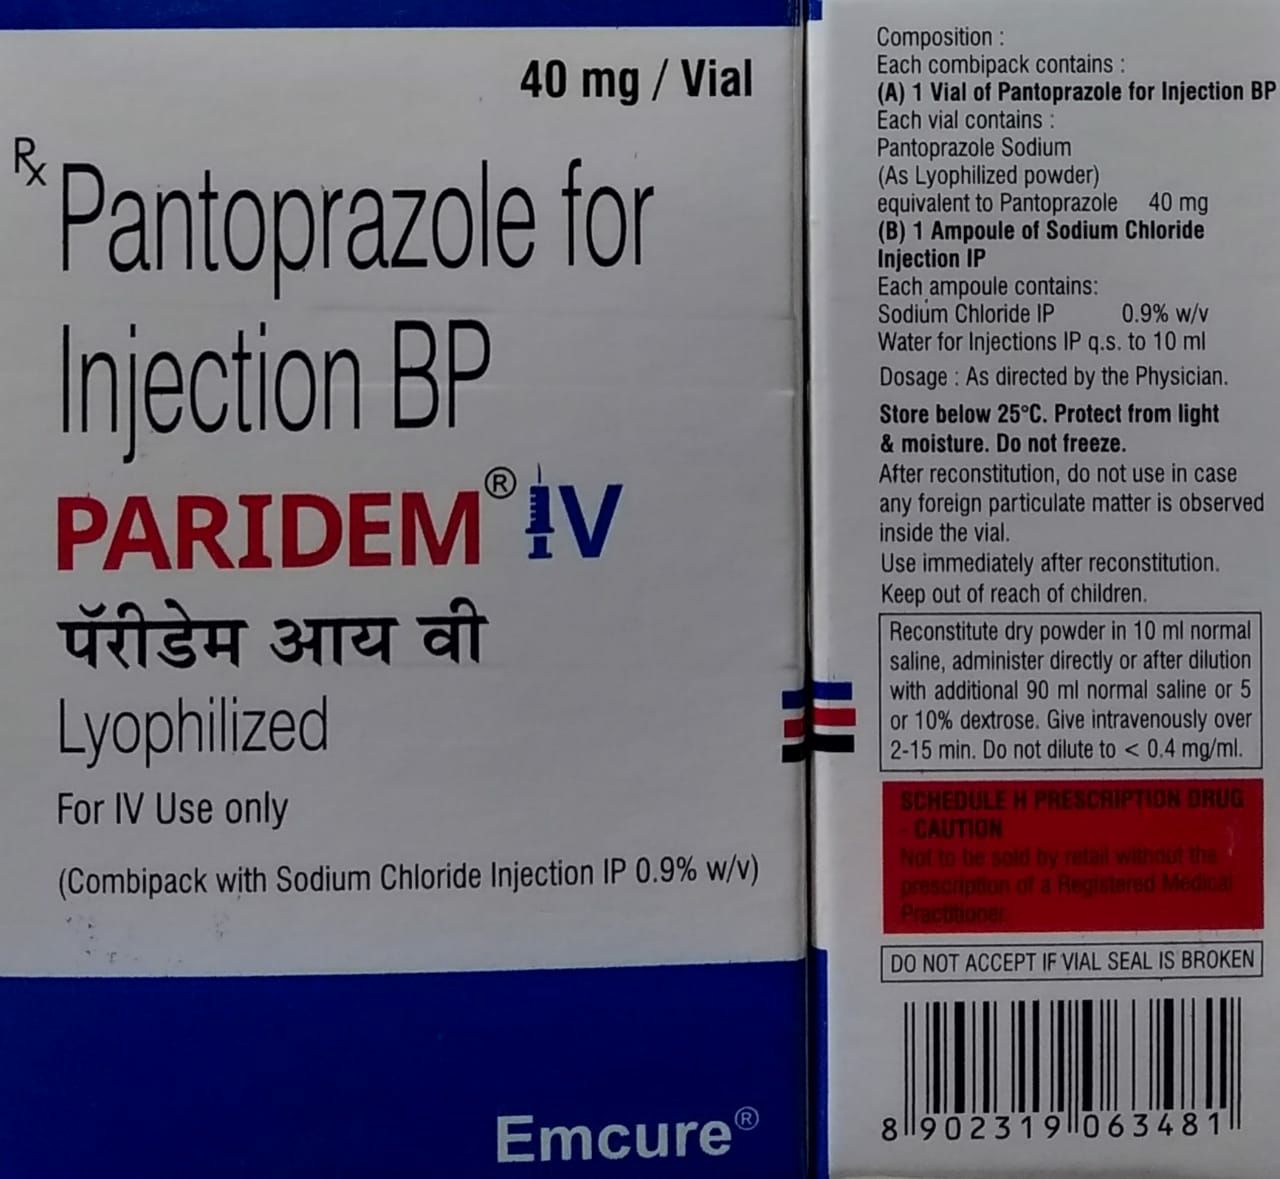 40 mg / Vial
Rx
Pantoprazole for
Injection BP
PARIDEM® IV
पॅरीडेम आय वी
Lyophilized
For IV Use only
(Combipack with Sodium Chloride Injection IP 0.9% w/v)
Emcure®
Composition :
Each combipack contains :
(A) 1 Vial of Pantoprazole for Injection BP
Each vial contains :
Pantoprazole Sodium
(As Lyophilized powder)
equivalent to Pantoprazole 40 mg
(B) 1 Ampoule of Sodium Chloride
Injection IP
Each ampoule contains:
Sodium Chloride IP 0.9% w/v
Water for Injections IP q.s. to 10 ml
Dosage : As directed by the Physician.
Store below 25°C. Protect from light
& moisture. Do not freeze.
After reconstitution, do not use in case
any foreign particulate matter is observed
inside the vial.
Use immediately after reconstitution.
Keep out of reach of children.
Reconstitute dry powder in 10 ml normal
saline, administer directly or after dilution
with additional 90 ml normal saline or 5
or 10% dextrose. Give intravenously over
2-15 min. Do not dilute to < 0.4 mg/ml.
SCHEDULE H PRESCRIPTION DRUG
- CAUTION
Not to be sold by retail without the
prescription of a Registered Medical
Practitioner.
DO NOT ACCEPT IF VIAL SEAL IS BROKEN
8 902319 063481